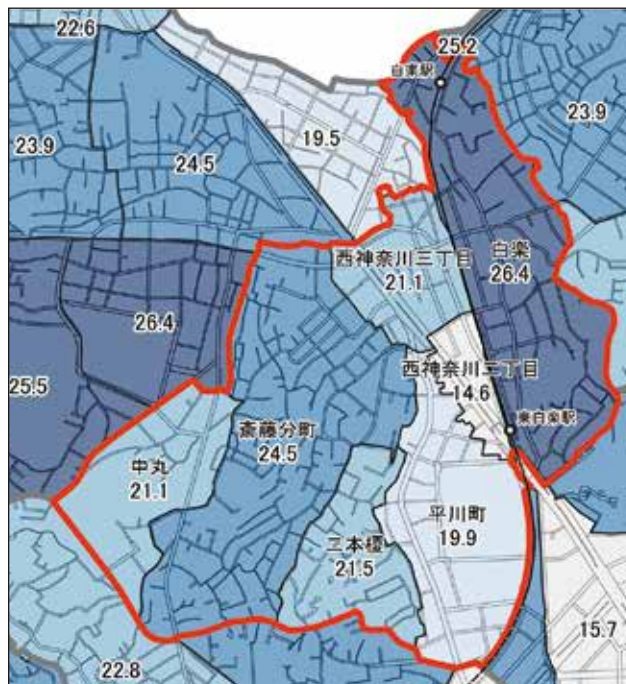 22.6
25.2
白楽駅
23.9
19.5
23.9
24.5
西神奈川三丁目
21.1
白楽
26.4
26.4
西神奈川二丁目
14.6
25.5
斎藤分町
24.5
東白楽駅
中丸
21.1
平川町
19.9
二本榎
21.5
15.7
22.8